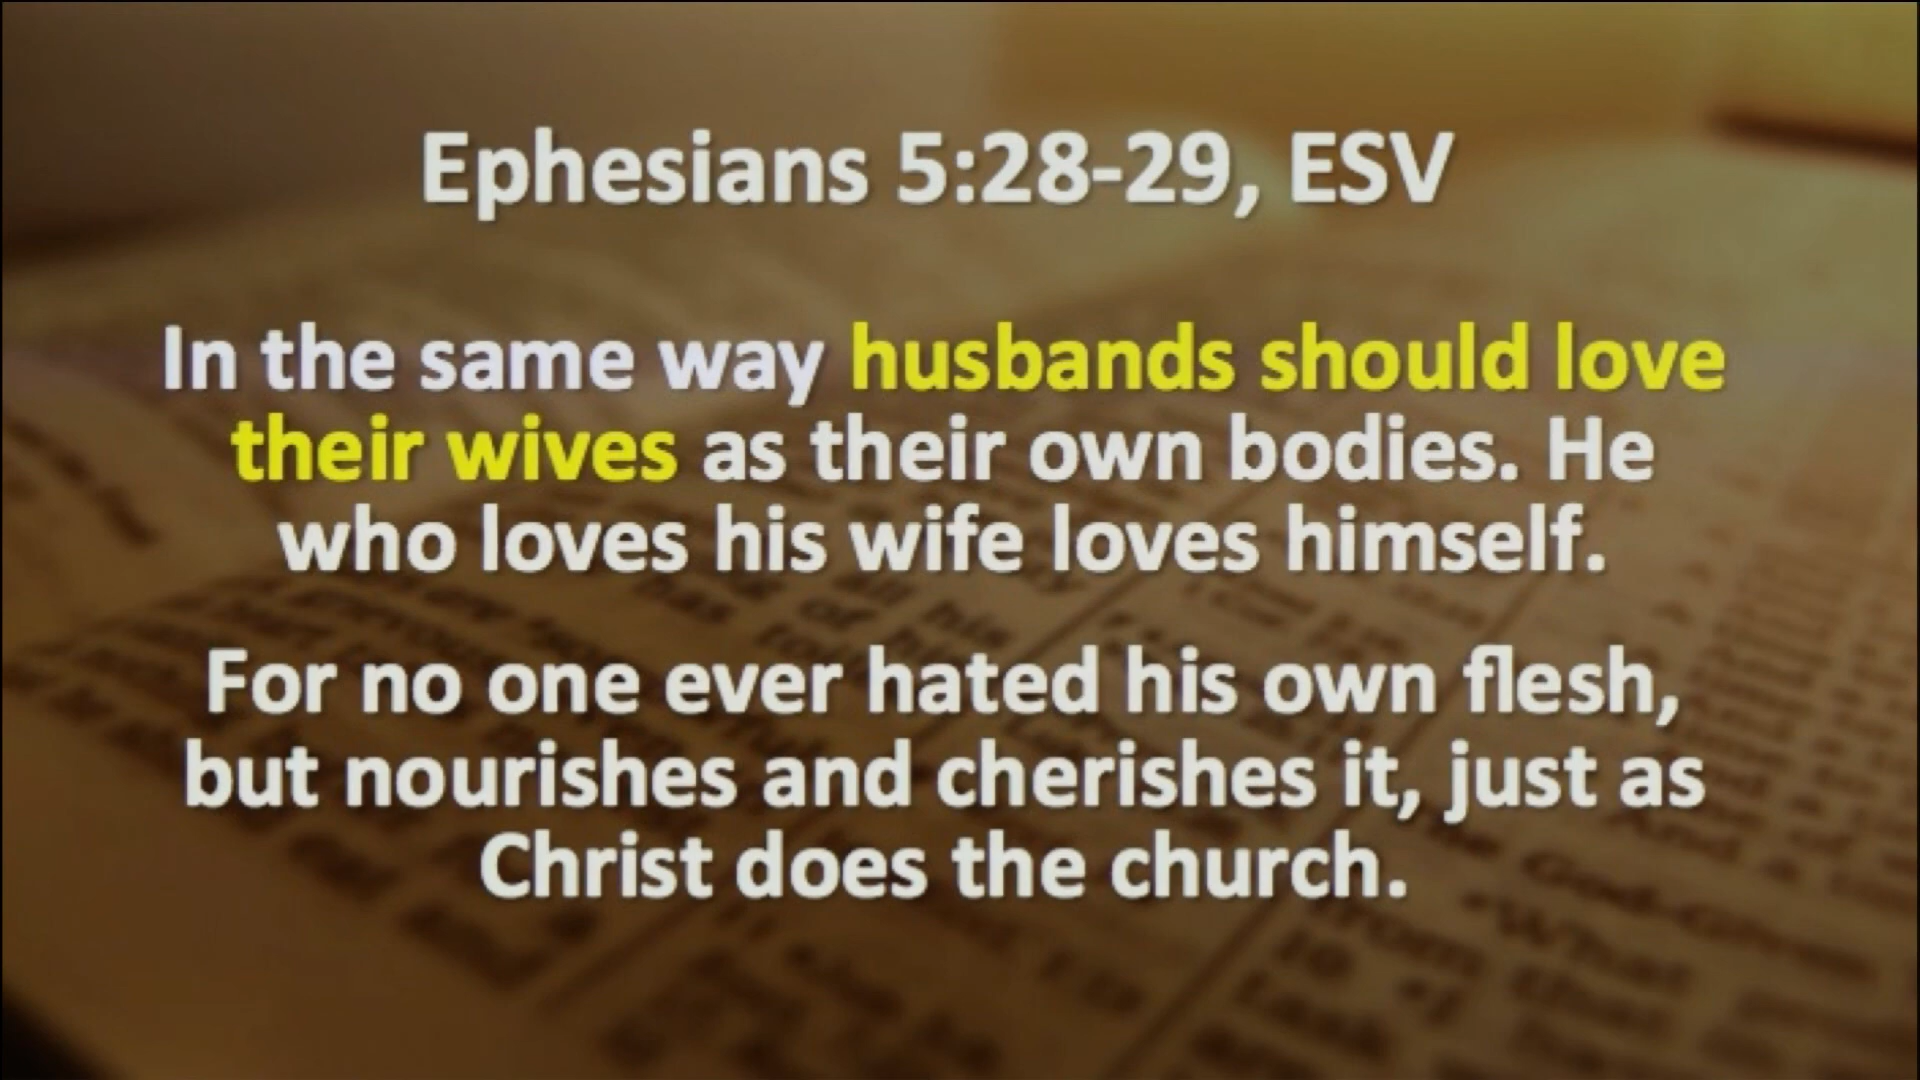 Ephesians 5:28-29, ESV
In the same way husbands should love
their wives as their own bodies. He
who loves his wife loves himself.
For no one ever hated his own flesh,
but nourishes and cherishes it, just as
Christ does the church.